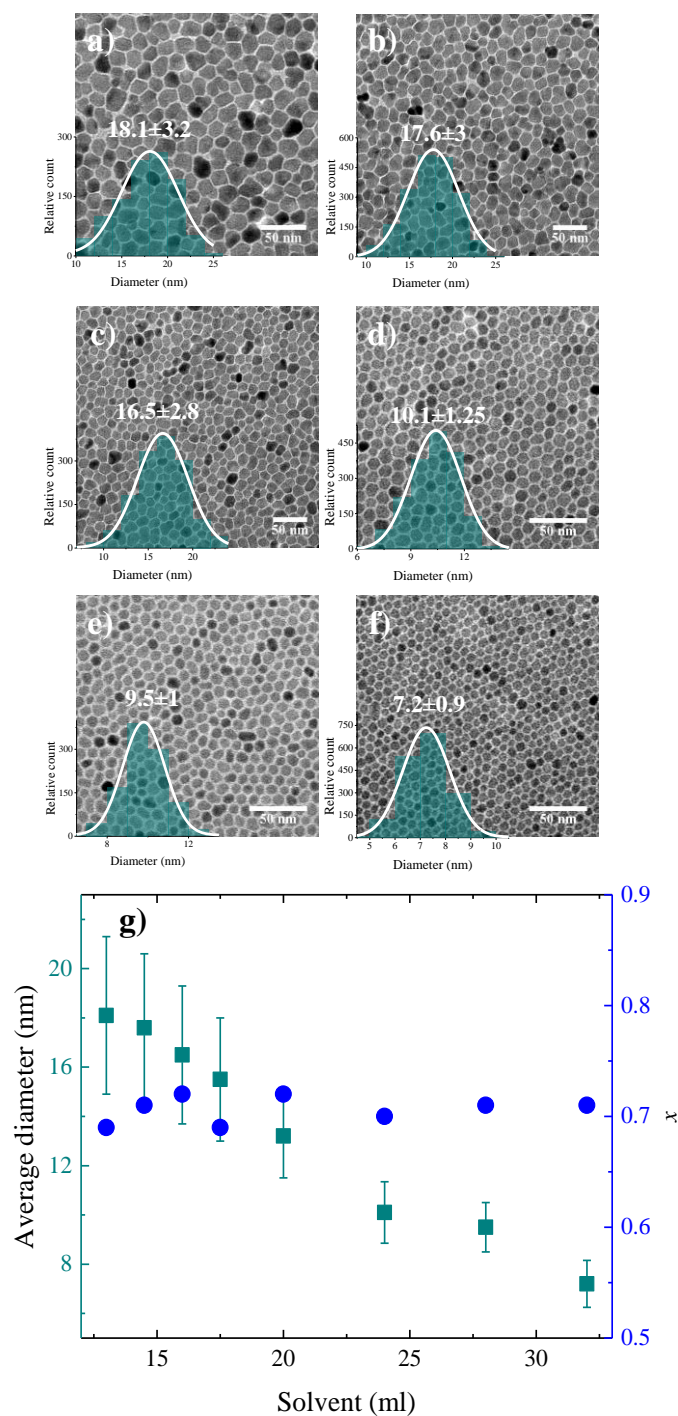 a)
18.1±3.2
300
150
0
Relative count
10 15 20 25
Diameter (nm)
50 nm
b)
17.6±3
600
450
300
150
0
Relative count
10 15 20 25
Diameter (nm)
50 nm
c)
16.5±2.8
300
150
0
Relative count
10 15 20
Diameter (nm)
50 nm
d)
10.1±1.25
450
300
150
0
Relative count
6 9 12
Diameter (nm)
50 nm
e)
9.5±1
300
150
0
Relative count
8 12
Diameter (nm)
50 nm
f)
7.2±0.9
750
600
450
300
150
0
Relative count
5 6 7 8 9 10
Diameter (nm)
50 nm
g)
20
16
12
8
Average diameter (nm)
0.9
0.8
0.7
0.6
0.5
x
15 20 25 30
Solvent (ml)